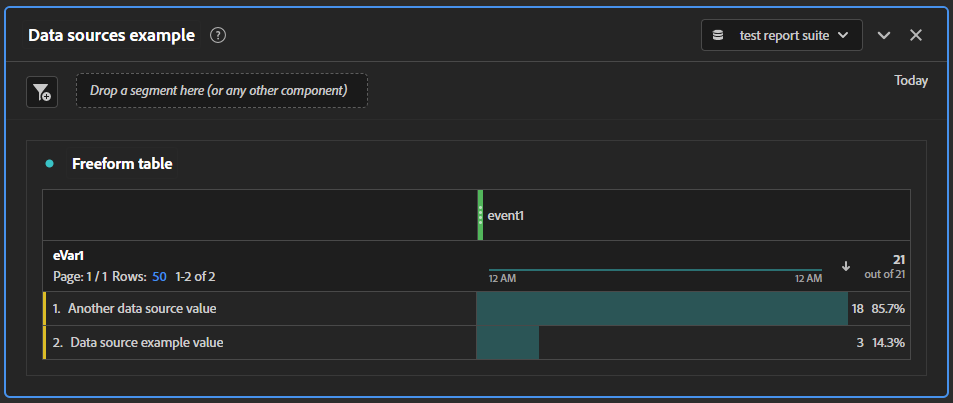 Data sources example ?
test report suite
Drop a segment here (or any other component)
Today
Freeform table
event1
eVar1
Page: 1 / 1 Rows: 50 1-2 of 2
12 AM 12 AM
21
out of 21
1. Another data source value 18 85.7%
2. Data source example value 3 14.3%